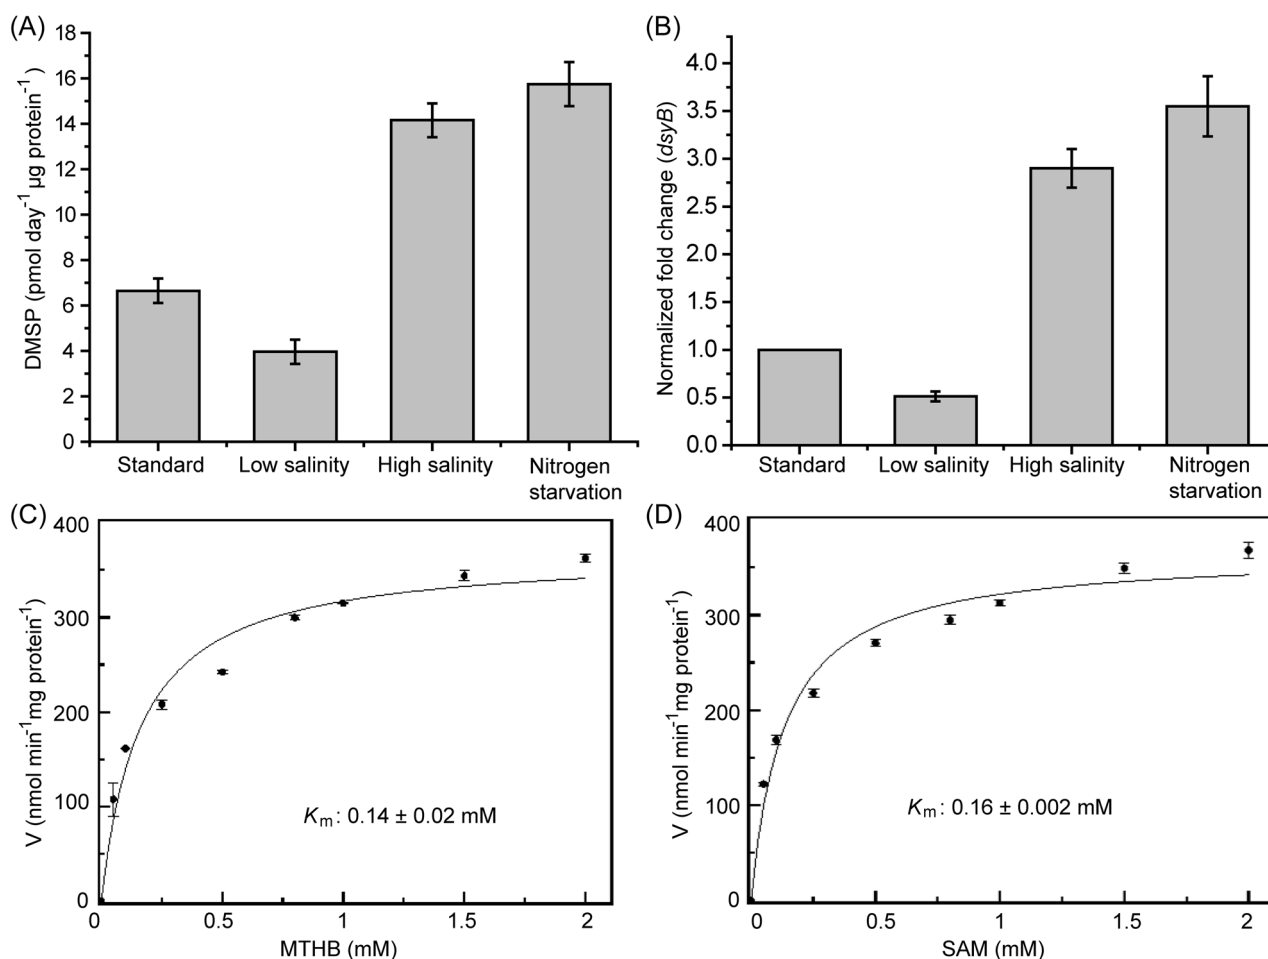 (A)
DMSP (pmol day⁻¹ µg protein⁻¹)
18
16
14
12
10
8
6
4
2
0
Standard
Low salinity
High salinity
Nitrogen
starvation
(B)
Normalized fold change (dsyB)
4.0
3.5
3.0
2.5
2.0
1.5
1.0
0.5
0.0
Standard
Low salinity
High salinity
Nitrogen
starvation
(C)
V (nmol min⁻¹mg protein⁻¹)
400
300
200
100
0
Km: 0.14 ± 0.02 mM
0
0.5
1
1.5
2
MTHB (mM)
(D)
V (nmol min⁻¹mg protein⁻¹)
400
300
200
100
0
Km: 0.16 ± 0.002 mM
0
0.5
1
1.5
2
SAM (mM)